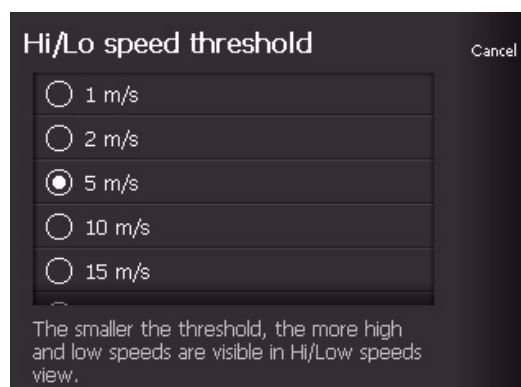 Hi/Lo speed threshold
Cancel
1 m/s
2 m/s
5 m/s
10 m/s
15 m/s
The smaller the threshold, the more high
and low speeds are visible in Hi/Low speeds
view.